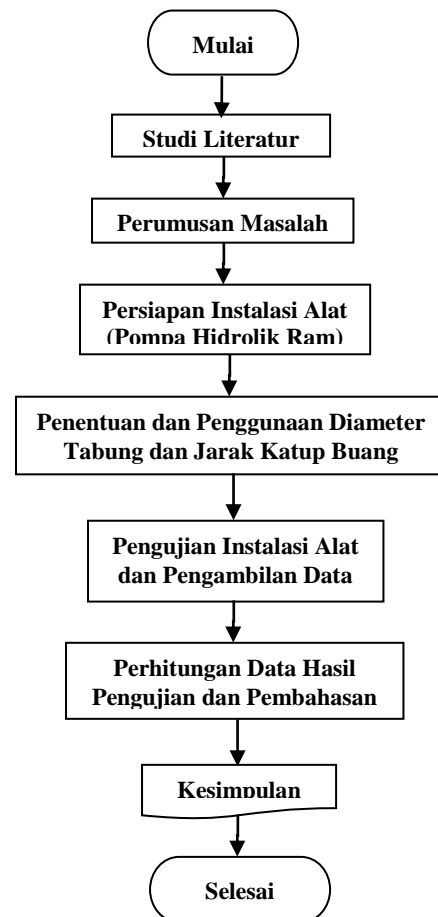 Mulai
Studi Literatur
Perumusan Masalah
Persiapan Instalasi Alat
(Pompa Hidrolik Ram)
Penentuan dan Penggunaan Diameter
Tabung dan Jarak Katup Buang
Pengujian Instalasi Alat
dan Pengambilan Data
Perhitungan Data Hasil
Pengujian dan Pembahasan
Kesimpulan
Selesai